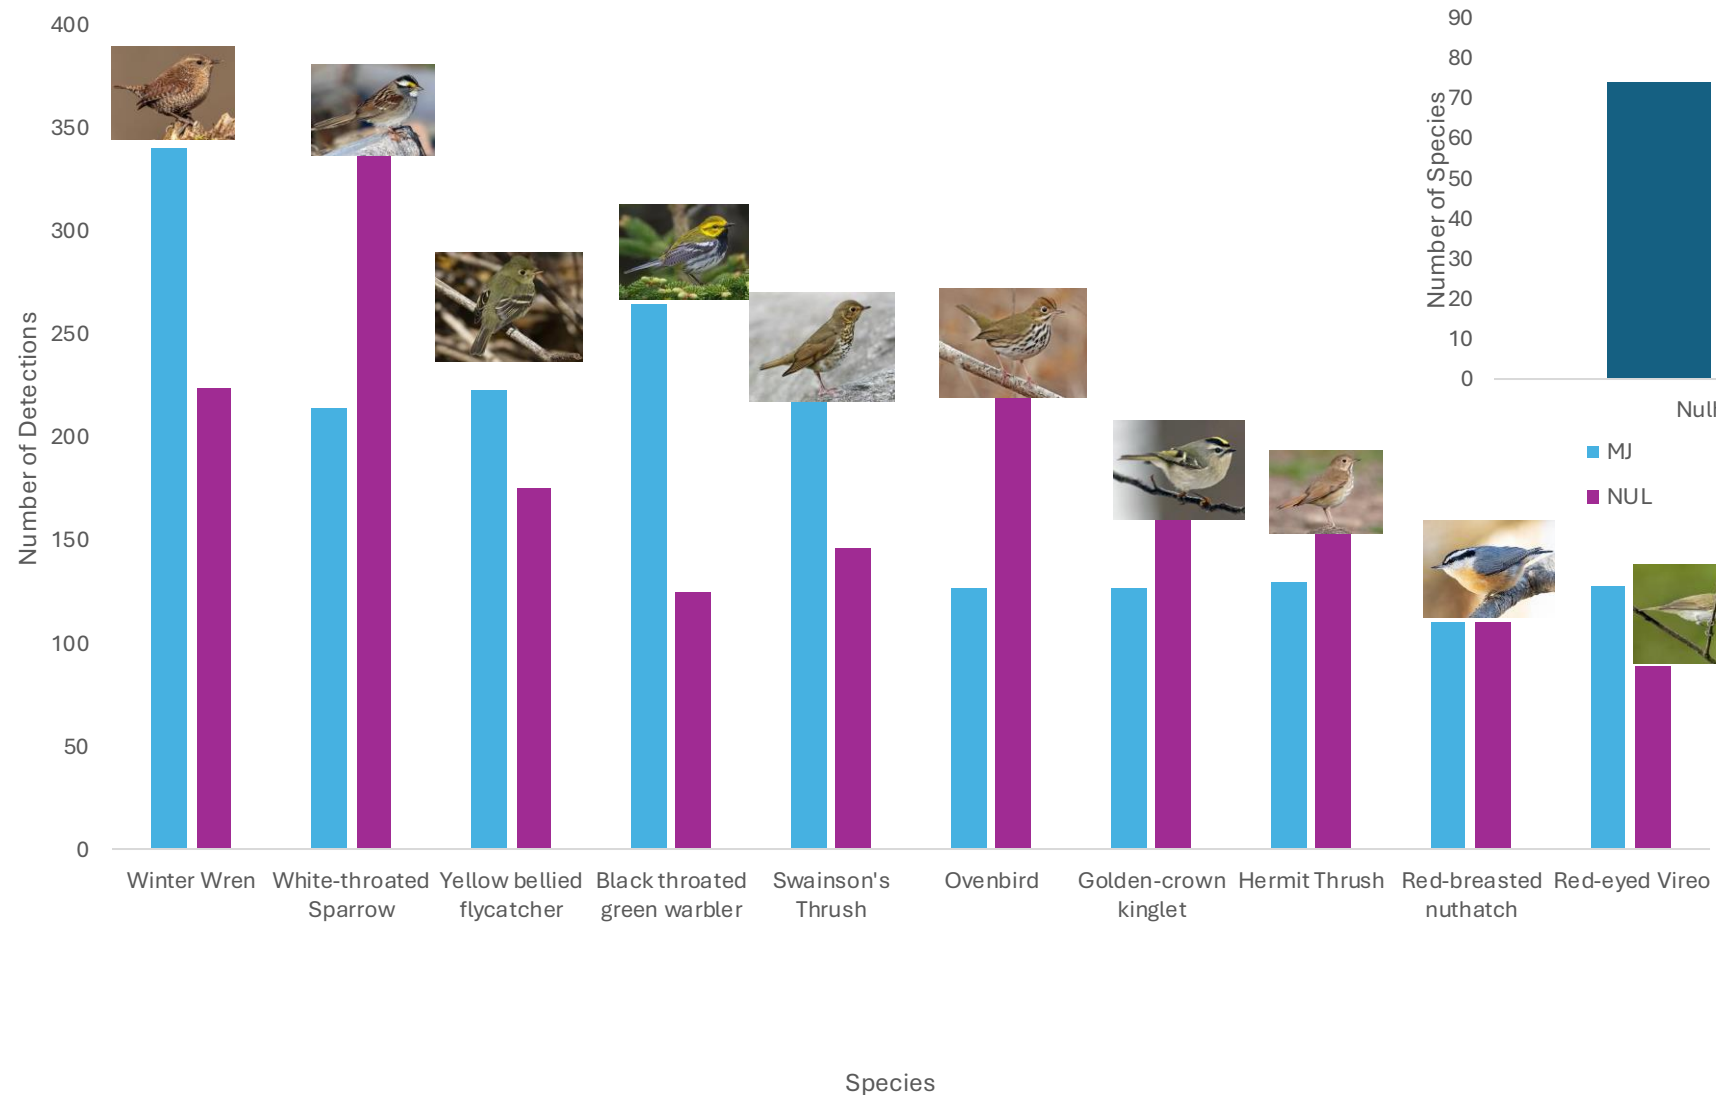 400
350
300
250
200
150
100
50
0
Number of Detections
Winter Wren
White-throated
Sparrow
Yellow bellied
flycatcher
Black throated
green warbler
Swainson's
Thrush
Ovenbird
Golden-crown
kinglet
Hermit Thrush
Red-breasted
nuthatch
Red-eyed Vireo
Species
90
80
70
60
50
40
30
20
10
0
Number of Species
MJ
NUL